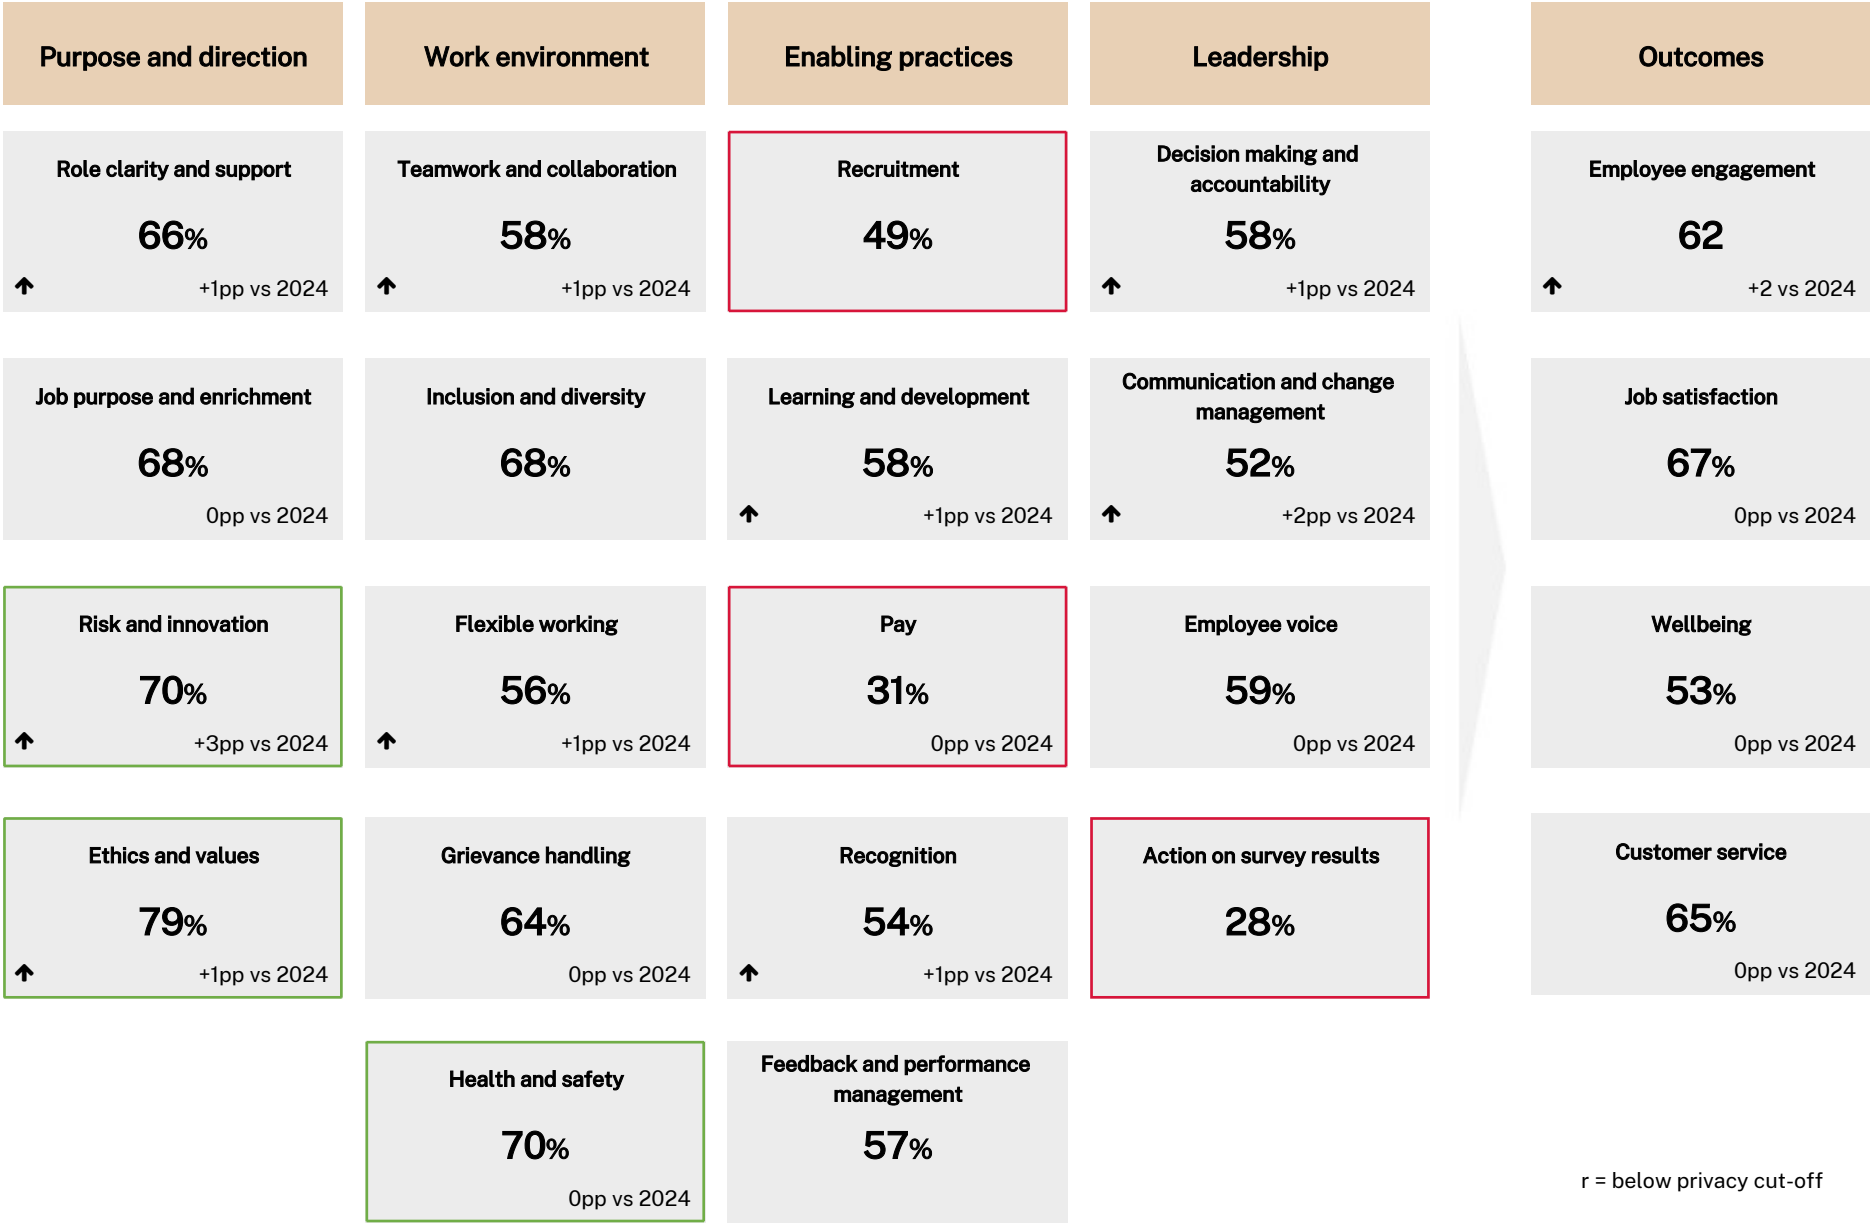 Purpose and direction
Role clarity and support
66%
+1pp vs 2024
Job purpose and enrichment
68%
0pp vs 2024
Risk and innovation
70%
+3pp vs 2024
Ethics and values
79%
+1pp vs 2024
Work environment
Teamwork and collaboration
58%
+1pp vs 2024
Inclusion and diversity
68%
Flexible working
56%
+1pp vs 2024
Grievance handling
64%
0pp vs 2024
Health and safety
70%
0pp vs 2024
Enabling practices
Recruitment
49%
Learning and development
58%
+1pp vs 2024
Pay
31%
0pp vs 2024
Recognition
54%
+1pp vs 2024
Feedback and performance
management
57%
Leadership
Decision making and
accountability
58%
+1pp vs 2024
Communication and change
management
52%
+2pp vs 2024
Employee voice
59%
0pp vs 2024
Action on survey results
28%
Outcomes
Employee engagement
62
+2 vs 2024
Job satisfaction
67%
0pp vs 2024
Wellbeing
53%
0pp vs 2024
Customer service
65%
0pp vs 2024
r = below privacy cut-off